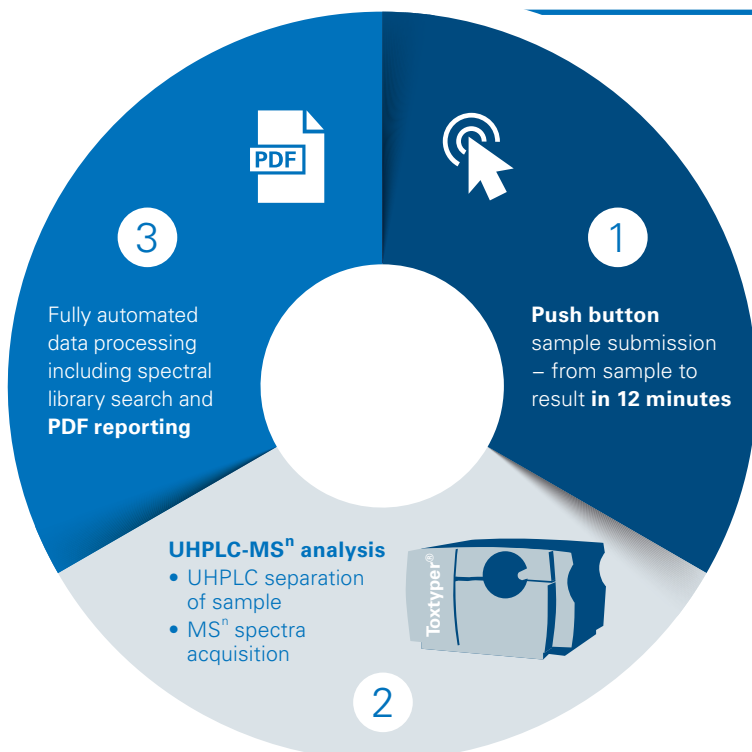 1
Push button
sample submission
– from sample to
result in 12 minutes
UHPLC-MSⁿ analysis
• UHPLC separation
of sample
• MSⁿ spectra
acquisition
Toxtyper®
2
PDF
3
Fully automated
data processing
including spectral
library search and
PDF reporting